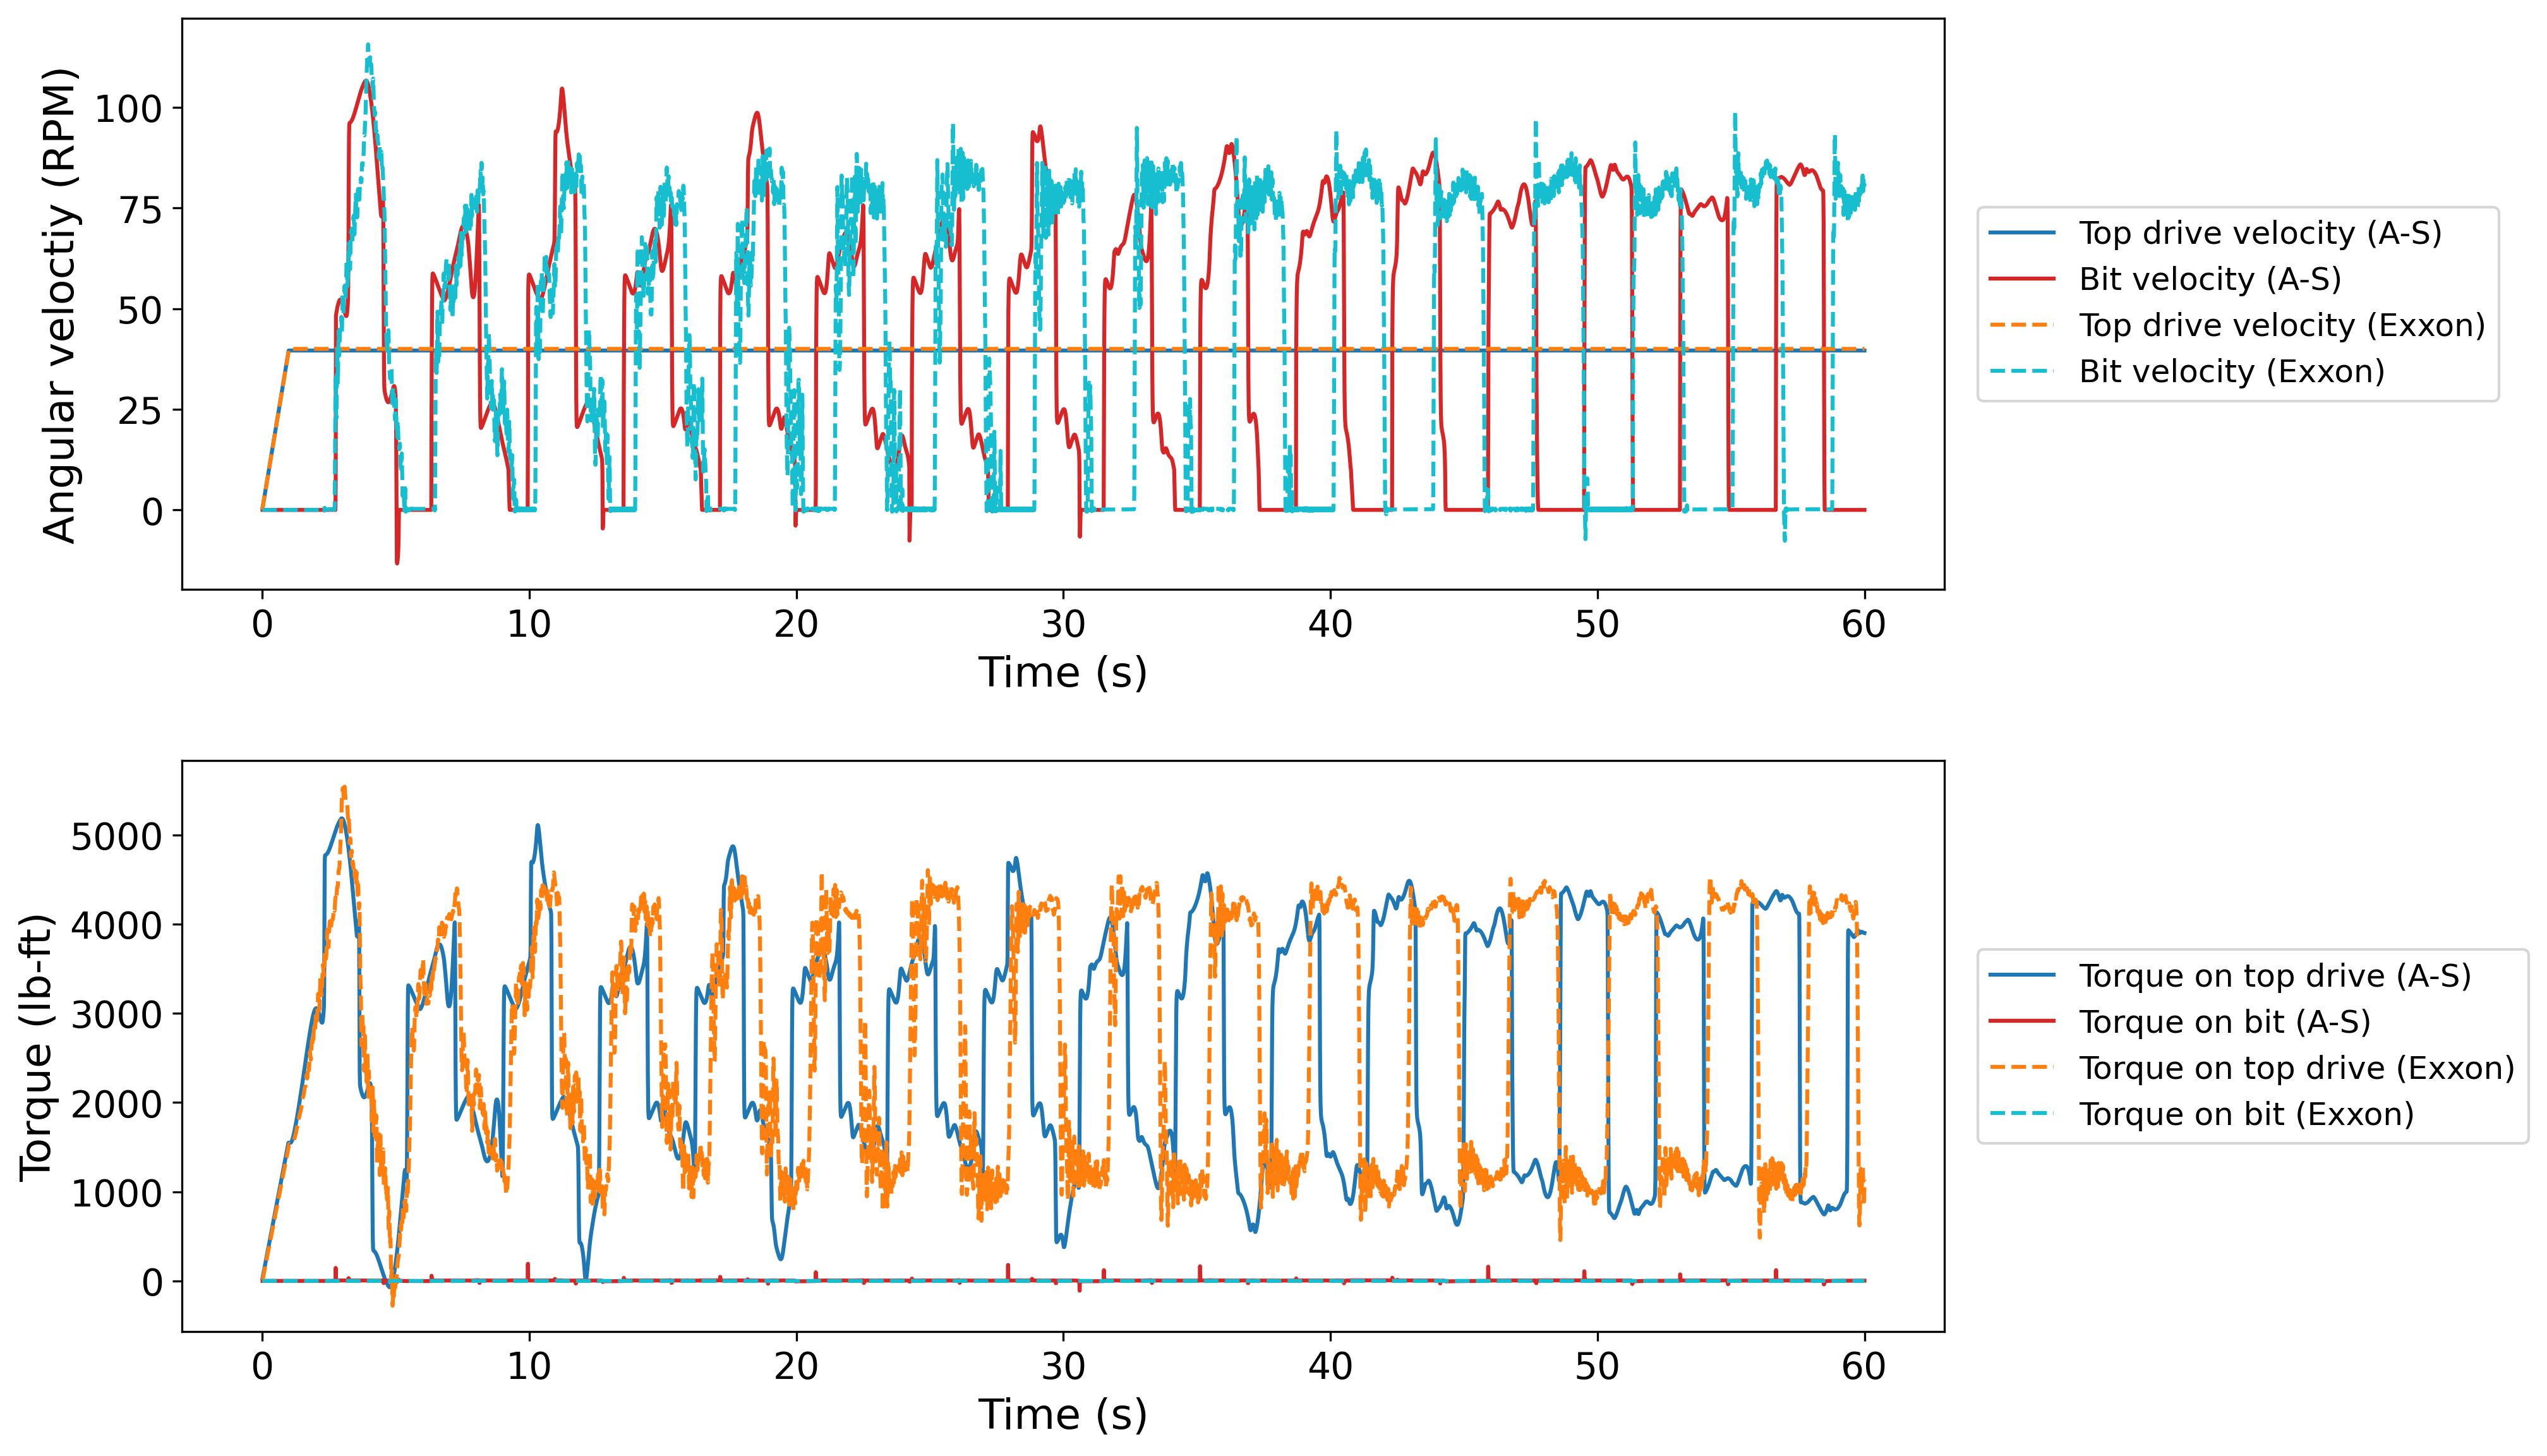 Angular veloctiy (RPM)
100
75
50
25
0
0 10 20 30 40 50 60
Time (s)
Top drive velocity (A-S)
Bit velocity (A-S)
Top drive velocity (Exxon)
Bit velocity (Exxon)
Torque (lb-ft)
5000
4000
3000
2000
1000
0
0 10 20 30 40 50 60
Time (s)
Torque on top drive (A-S)
Torque on bit (A-S)
Torque on top drive (Exxon)
Torque on bit (Exxon)